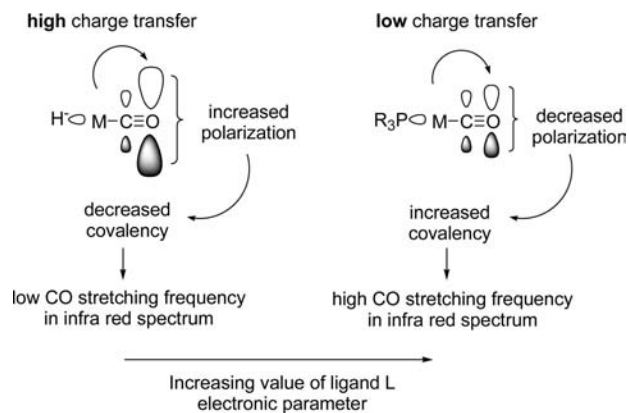 high charge transfer
H- M-C≡O
increased
polarization
decreased
covalency
low CO stretching frequency
in infra red spectrum
low charge transfer
R₃P M-C≡O
decreased
polarization
increased
covalency
high CO stretching frequency
in infra red spectrum
Increasing value of ligand L
electronic parameter